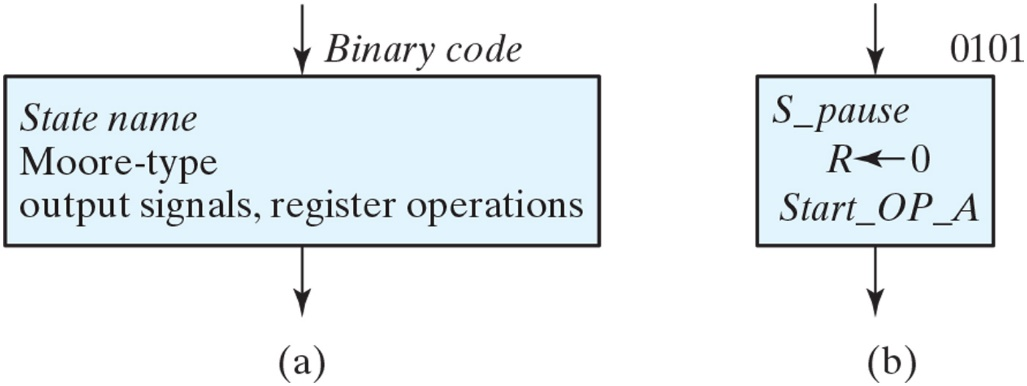 Binary code
State name
Moore-type
output signals, register operations
(a)
0101
S_pause
R←0
Start_OP_A
(b)